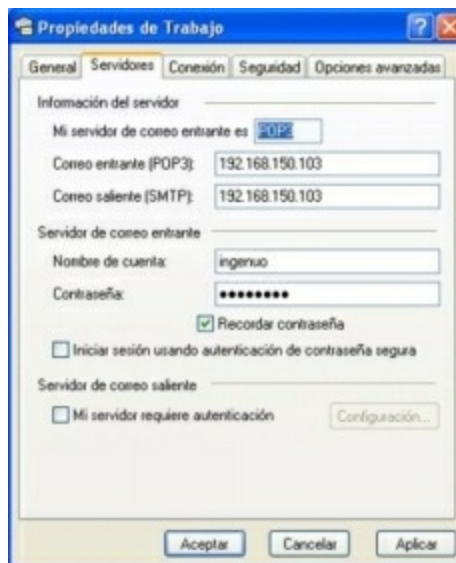 Propiedades de Trabajo
General Servidores Conexión Seguridad Opciones avanzadas
Información del servidor
Mi servidor de correo entrante es POP3
Correo entrante (POP3): 192.168.150.103
Correo saliente (SMTP): 192.168.150.103
Servidor de correo entrante
Nombre de cuenta: ingenuo
Contraseña: ••••••••
Recordar contraseña
Iniciar sesión usando autenticación de contraseña segura
Servidor de correo saliente
Mi servidor requiere autenticación Configuración...
Aceptar Cancelar Aplicar